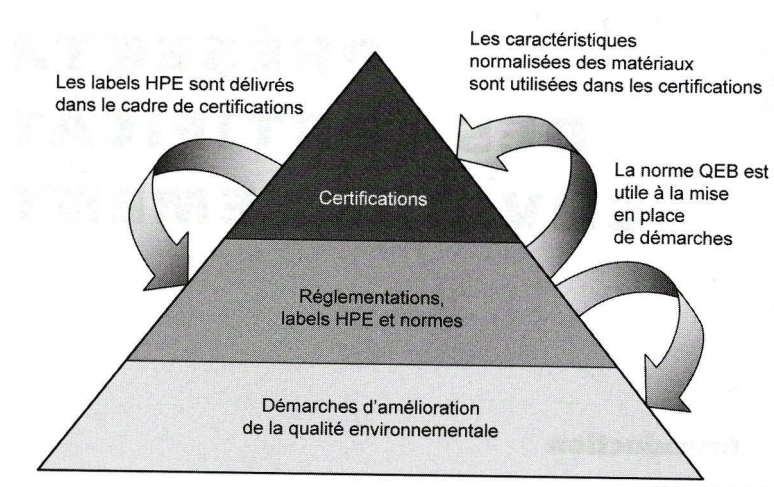 Les caractéristiques
normalisées des matériaux
sont utilisées dans les certifications
Les labels HPE sont délivrés
dans le cadre de certifications
La norme QEB est
utile à la mise
en place
de démarches
Certifications
Réglementations,
labels HPE et normes
Démarches d'amélioration
de la qualité environnementale